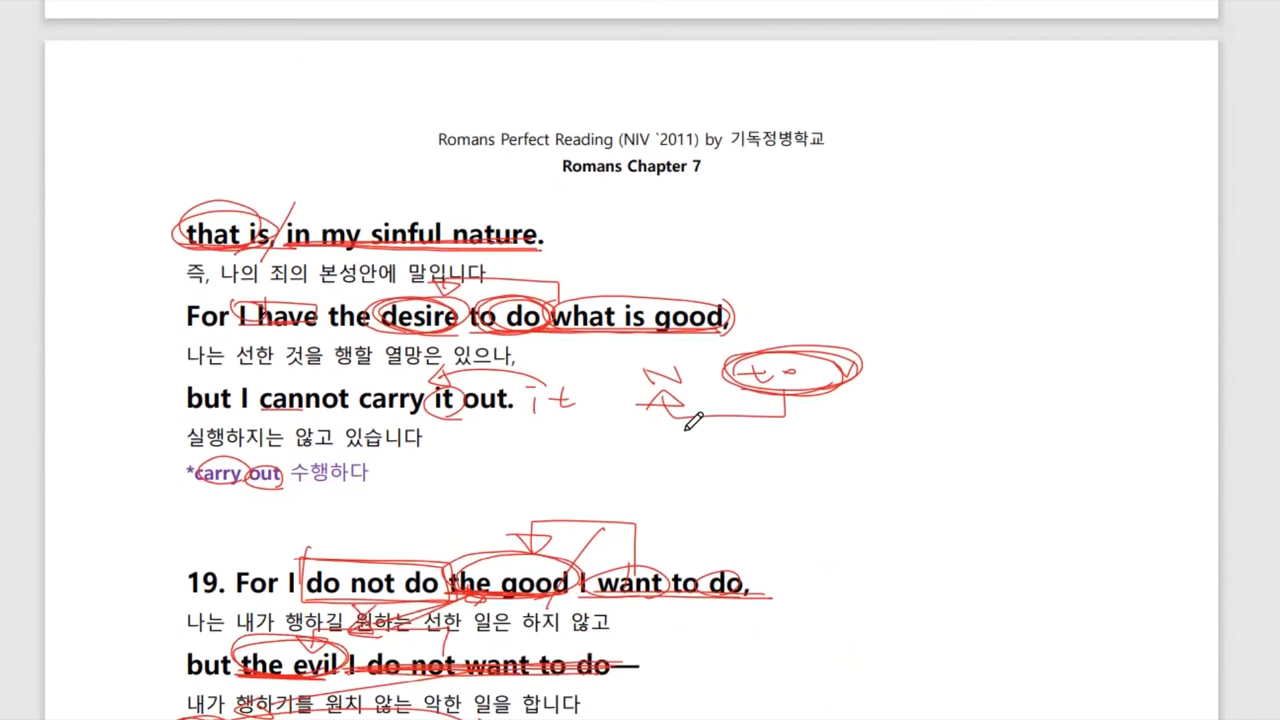 Romans Perfect Reading (NIV `2011) by 기독정병학교
Romans Chapter 7
that is, in my sinful nature.
즉, 나의 죄의 본성안에 말입니다
For I have the desire to do what is good,
나는 선한 것을 행할 열망은 있으나,
N to V
but I cannot carry it out. it
실행하지는 않고 있습니다
*carry out 수행하다
19. For I do not do the good I want to do,
나는 내가 행하길 원하는 선한 일은 하지 않고
but the evil I do not want to do—
내가 행하기를 원치 않는 악한 일을 합니다